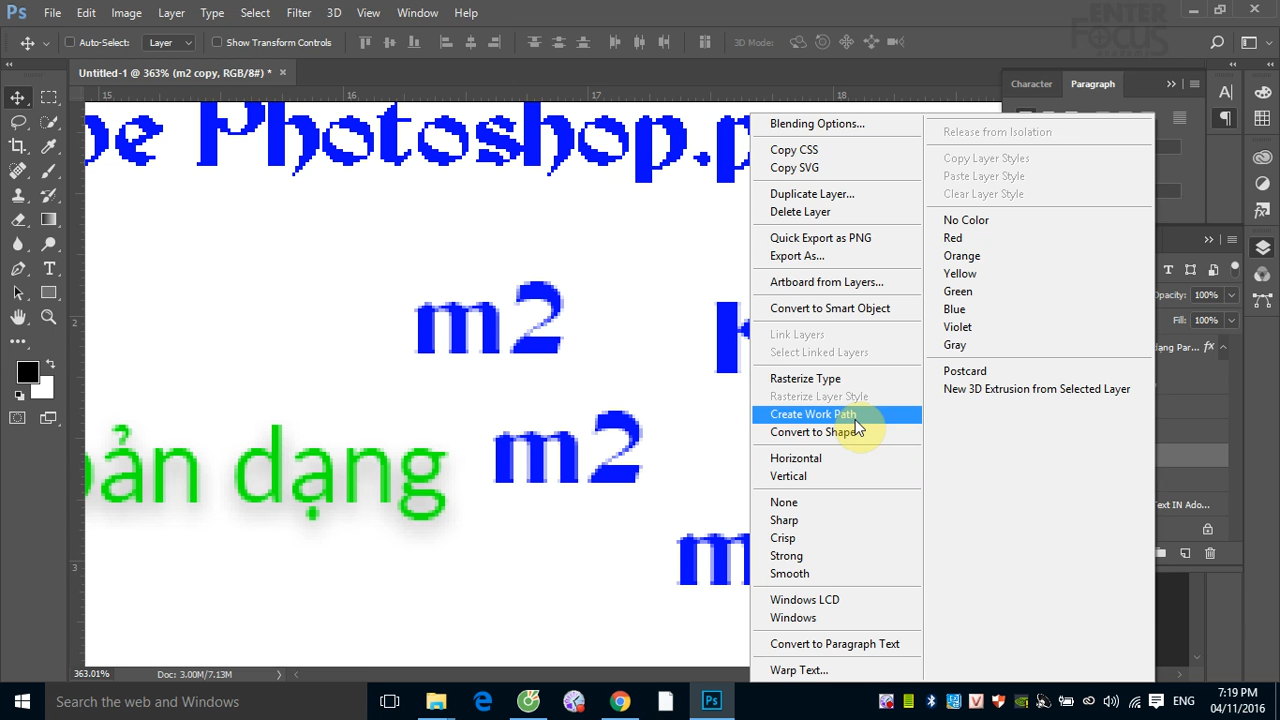 Ps File Edit Image Layer Type Select Filter 3D View Window Help
ENTER
FOCUS
Auto-Select: Layer Show Transform Controls 3D Mode:
Untitled-1 @ 363% (m2 copy, RGB/8#) *
Character Paragraph
15 16 17 18
pe Photoshop.p
m2
oản dạng
m2
m
2
3
Blending Options...
Copy CSS
Copy SVG
Duplicate Layer...
Delete Layer
Quick Export as PNG
Export As...
Artboard from Layers...
Convert to Smart Object
Link Layers
Select Linked Layers
Rasterize Type
Rasterize Layer Style
Create Work Path
Convert to Shape
Horizontal
Vertical
None
Sharp
Crisp
Strong
Smooth
Windows LCD
Windows
Convert to Paragraph Text
Warp Text...
Release from Isolation
Copy Layer Styles
Paste Layer Style
Clear Layer Style
No Color
Red
Orange
Yellow
Green
Blue
Violet
Gray
Postcard
New 3D Extrusion from Selected Layer
Opacity: 100%
Fill: 100%
dạng Par... fx
Text IN Ado...
363.01% Doc: 3.00M/7.13M
Search the web and Windows
Ps
ENG
7:19 PM
04/11/2016